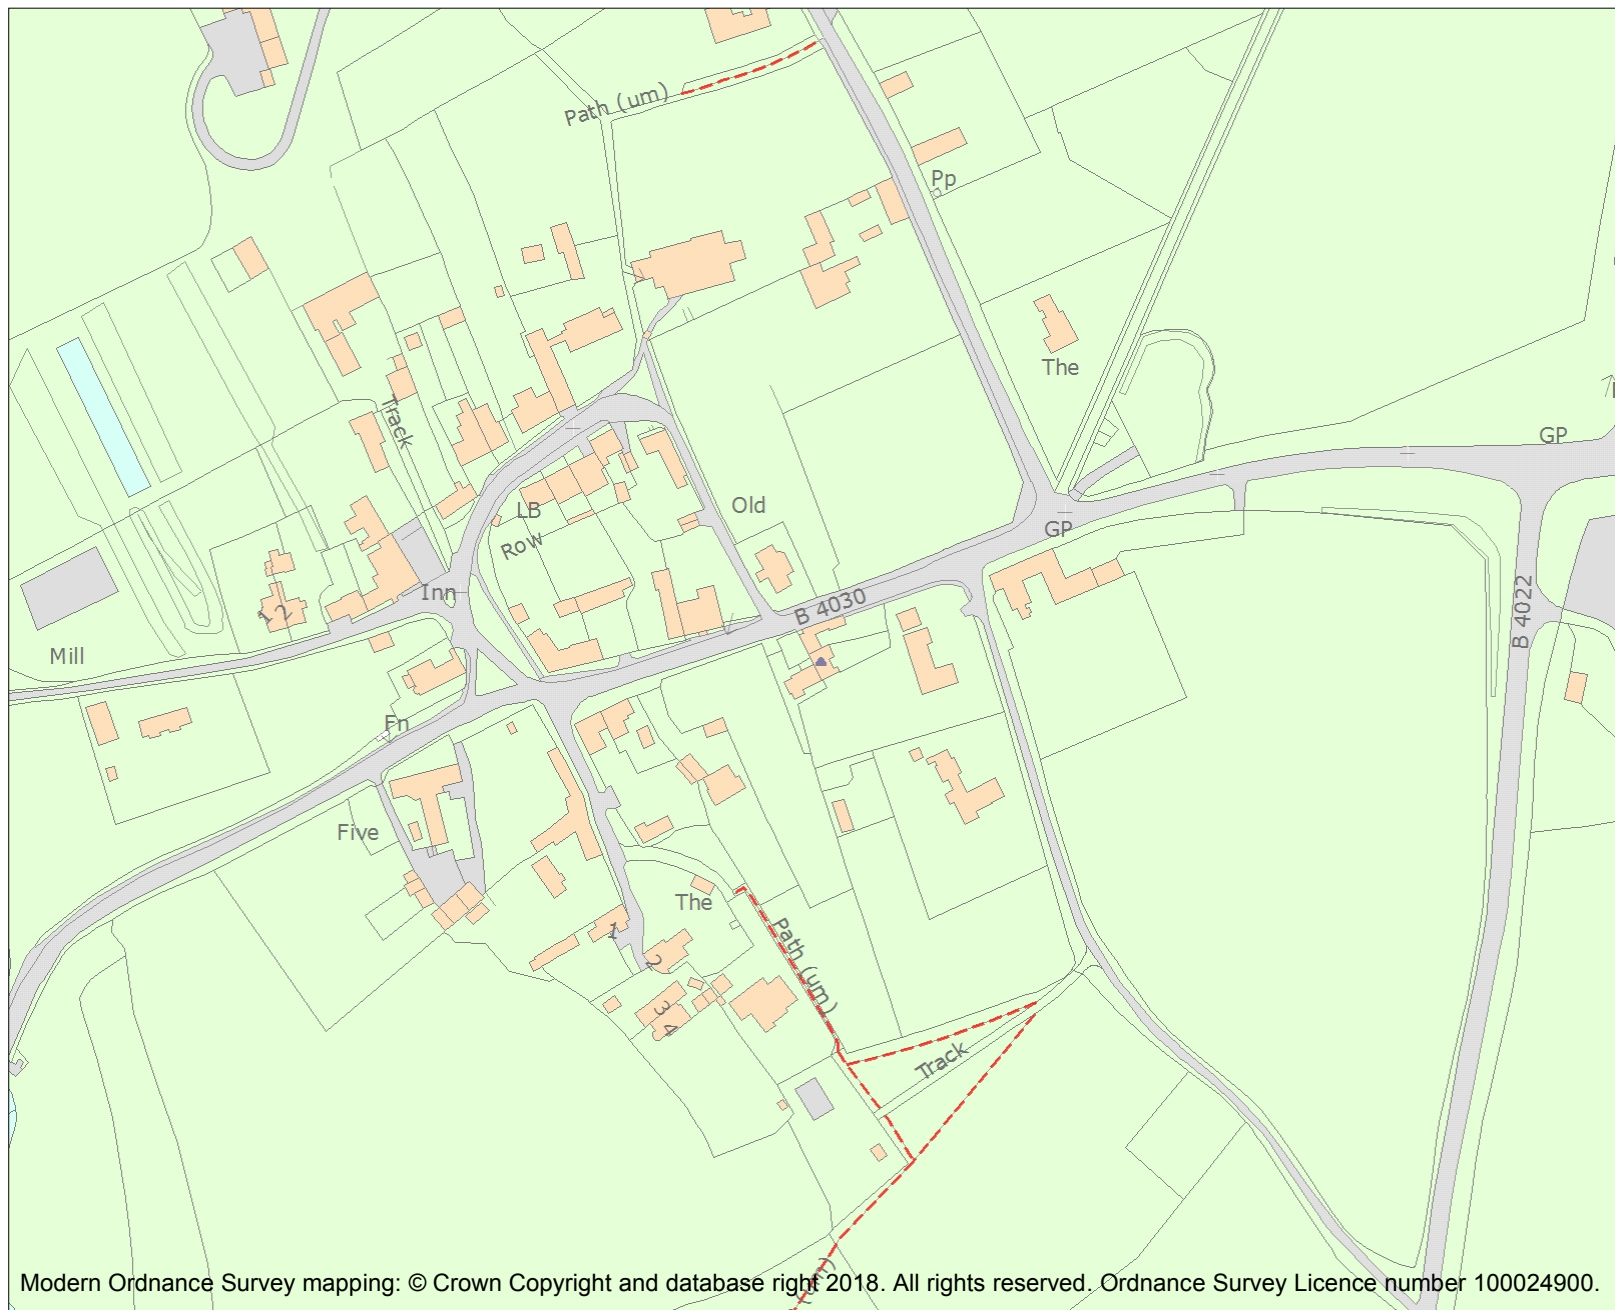 Path (um)
Pp
The
Track
GP
Old
LB
Row
GP
Inn
B 4030
1 2
B 4022
Mill
Fn
Five
The
Path (um)
1
2
3 4
Track
Modern Ordnance Survey mapping: © Crown Copyright and database right 2018. All rights reserved. Ordnance Survey Licence number 100024900.